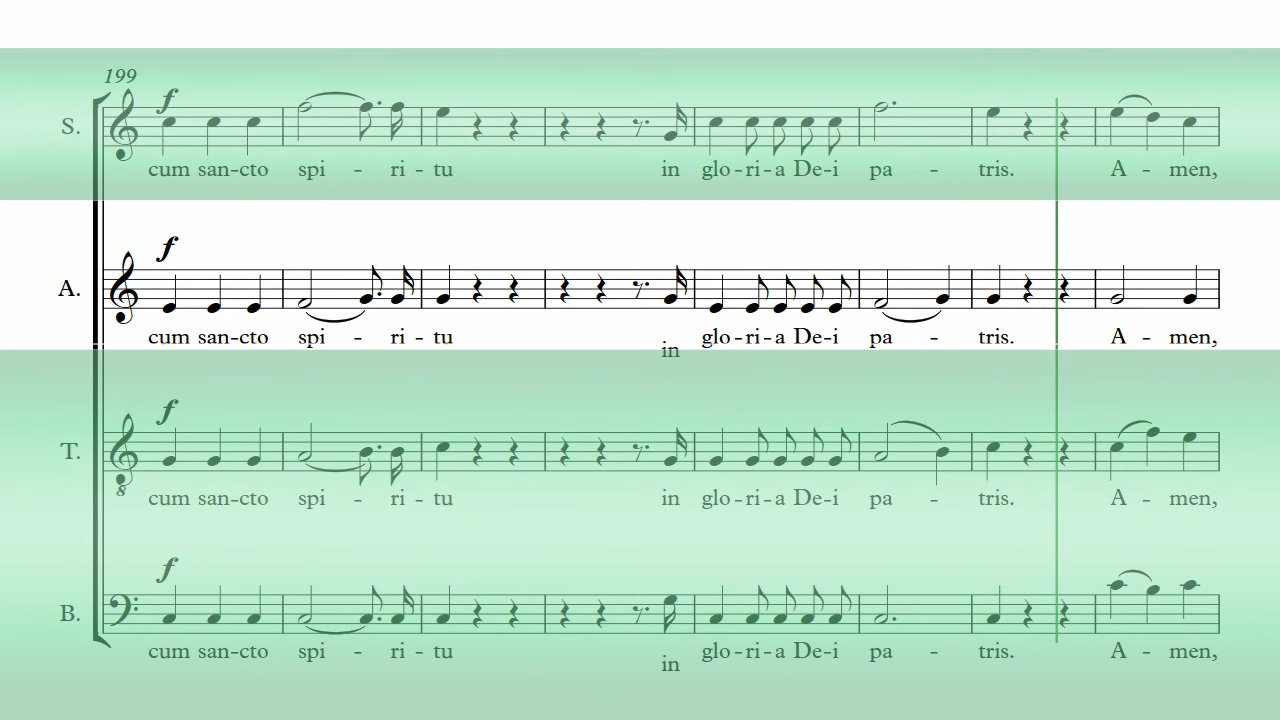 199
f
S.
cum san-cto spi - ri - tu in glo-ri-a De-i pa - tris. A - men,
f
A.
cum san-cto spi - ri - tu in glo-ri-a De-i pa - tris. A - men,
f
T.
8
cum san-cto spi - ri - tu in glo-ri-a De-i pa - tris. A - men,
f
B.
cum san-cto spi - ri - tu in glo-ri-a De-i pa - tris. A - men,